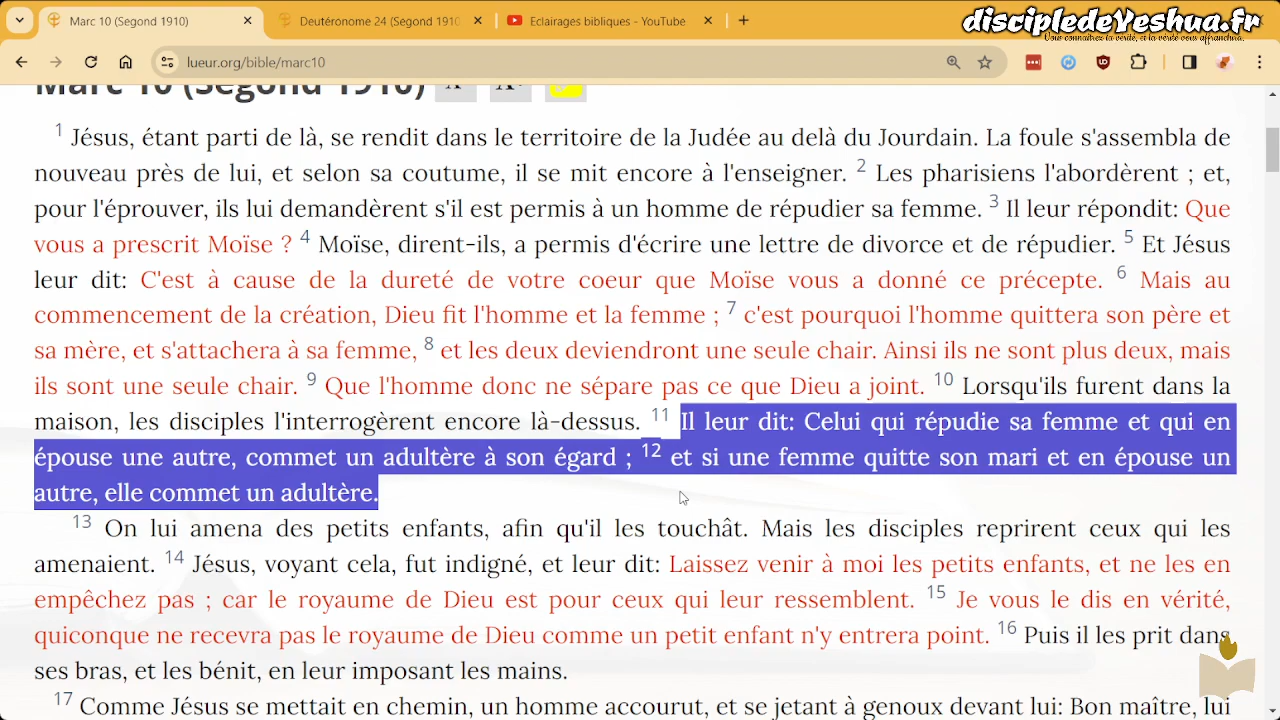 Marc 10 (Segond 1910)
Deutéronome 24 (Segond 1910
Eclairages bibliques - YouTube
discipledeYeshua.fr
Vous connaîtrez la vérité, et la vérité vous affranchira.
lueur.org/bible/marc10
Marc 10 (Segond 1910)
1 Jésus, étant parti de là, se rendit dans le territoire de la Judée au delà du Jourdain. La foule s'assembla de
nouveau près de lui, et selon sa coutume, il se mit encore à l'enseigner. 2 Les pharisiens l'abordèrent ; et,
pour l'éprouver, ils lui demandèrent s'il est permis à un homme de répudier sa femme. 3 Il leur répondit: Que
vous a prescrit Moïse ? 4 Moïse, dirent-ils, a permis d'écrire une lettre de divorce et de répudier. 5 Et Jésus
leur dit: C'est à cause de la dureté de votre coeur que Moïse vous a donné ce précepte. 6 Mais au
commencement de la création, Dieu fit l'homme et la femme ; 7 c'est pourquoi l'homme quittera son père et
sa mère, et s'attachera à sa femme, 8 et les deux deviendront une seule chair. Ainsi ils ne sont plus deux, mais
ils sont une seule chair. 9 Que l'homme donc ne sépare pas ce que Dieu a joint. 10 Lorsqu'ils furent dans la
maison, les disciples l'interrogèrent encore là-dessus. 11 Il leur dit: Celui qui répudie sa femme et qui en
épouse une autre, commet un adultère à son égard ; 12 et si une femme quitte son mari et en épouse un
autre, elle commet un adultère.
13 On lui amena des petits enfants, afin qu'il les touchât. Mais les disciples reprirent ceux qui les
amenaient. 14 Jésus, voyant cela, fut indigné, et leur dit: Laissez venir à moi les petits enfants, et ne les en
empêchez pas ; car le royaume de Dieu est pour ceux qui leur ressemblent. 15 Je vous le dis en vérité,
quiconque ne recevra pas le royaume de Dieu comme un petit enfant n'y entrera point. 16 Puis il les prit dans
ses bras, et les bénit, en leur imposant les mains.
17 Comme Jésus se mettait en chemin, un homme accourut, et se jetant à genoux devant lui: Bon maître, lui